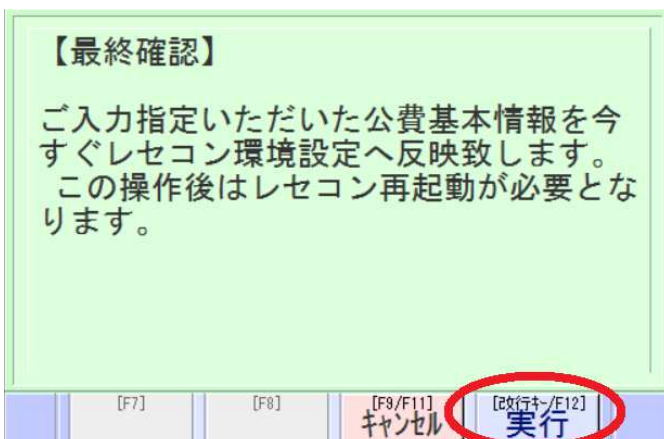 【最終確認】
ご入力指定いただいた公費基本情報を今
すぐレセコン環境設定へ反映致します。
この操作後はレセコン再起動が必要とな
ります。
[F7] [F8] [F9/F11] [改行キー/F12]
キャンセル 実行